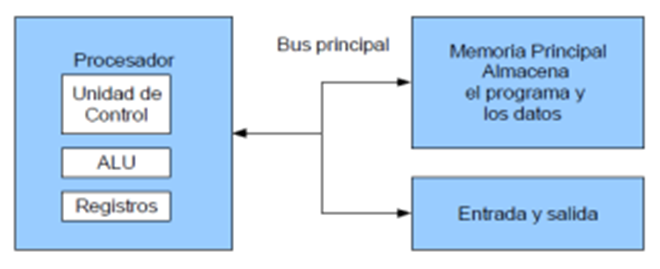 Procesador
Unidad de
Control
ALU
Registros
Bus principal
Memoria Principal
Almacena
el programa y
los datos
Entrada y salida